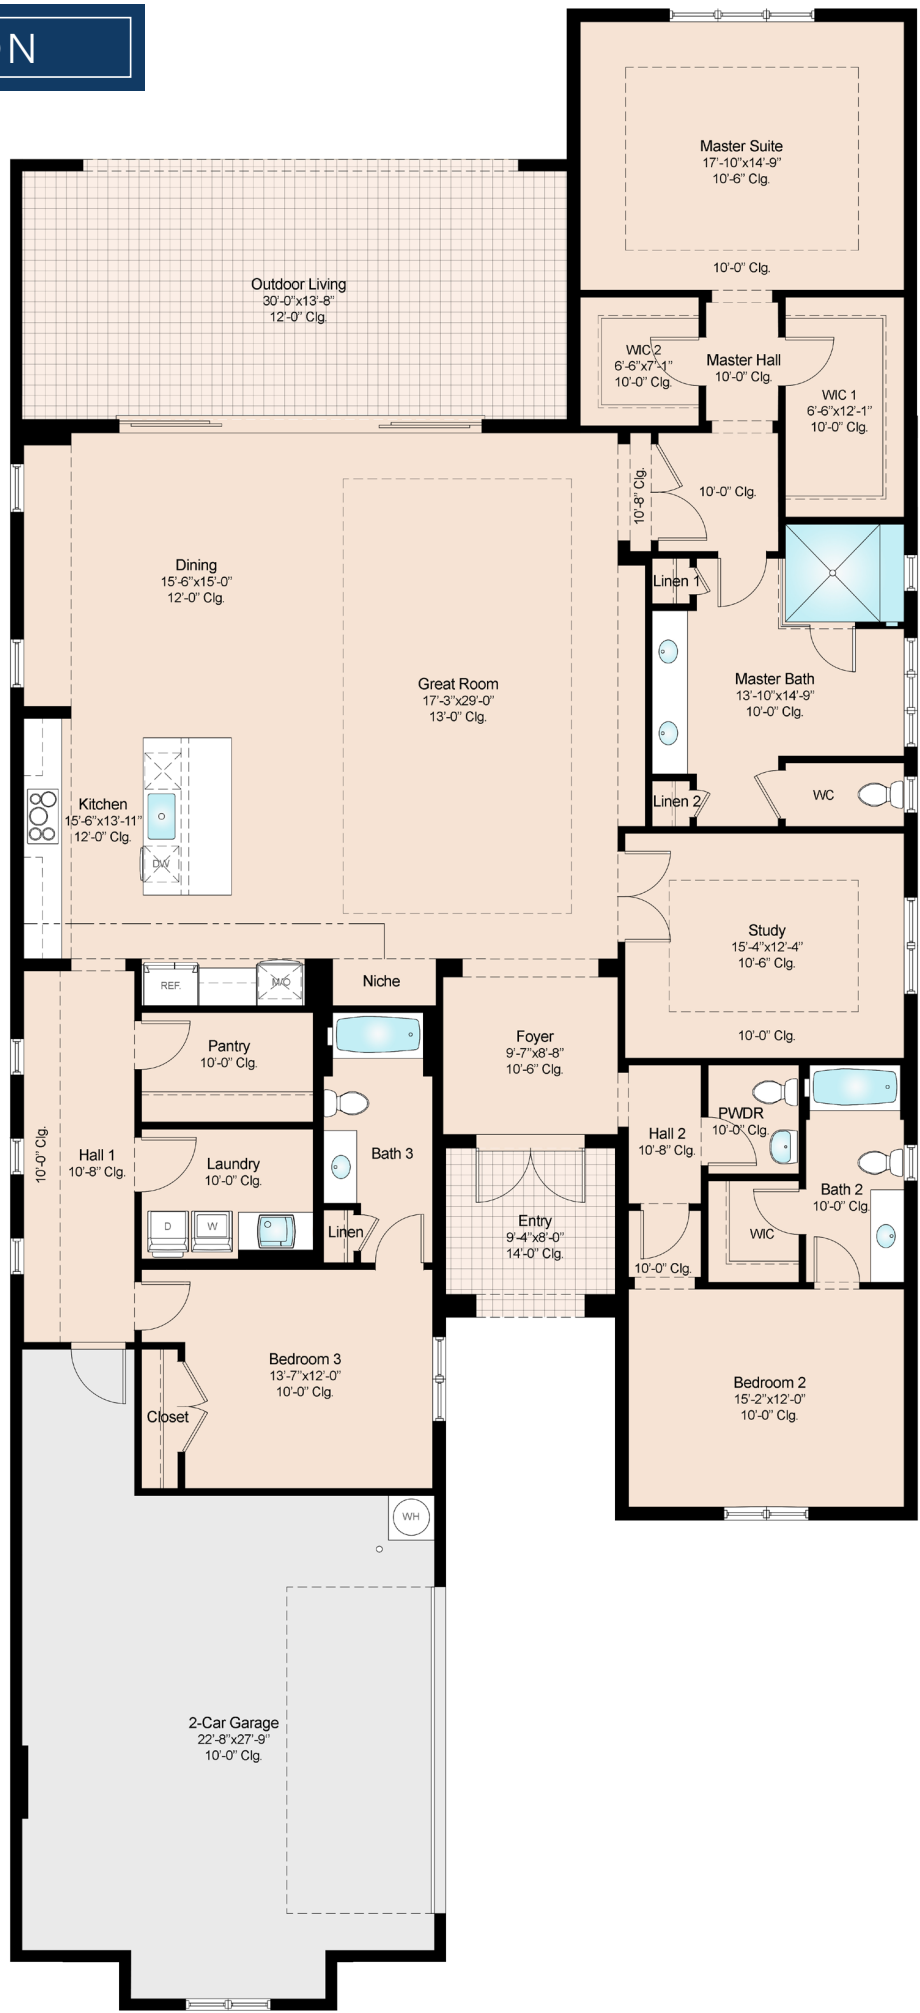 ON
Master Suite
17'-10"x14'-9"
10'-6" Clg.
10'-0" Clg.
Outdoor Living
30'-0"x13'-8"
12'-0" Clg.
WIC 2
6'-6"x7'-1"
10'-0" Clg.
Master Hall
10'-0" Clg.
WIC 1
6'-6"x12'-1"
10'-0" Clg.
10'-8" Clg.
10'-0" Clg.
Dining
15'-6"x15'-0"
12'-0" Clg.
Linen 1
Great Room
17'-3"x29'-0"
13'-0" Clg.
Master Bath
13'-10"x14'-9"
10'-0" Clg.
Kitchen
15'-6"x13'-11"
12'-0" Clg.
DW
Linen 2
WC
Study
15'-4"x12'-4"
10'-6" Clg.
10'-0" Clg.
REF.
M/O
Niche
Pantry
10'-0" Clg.
Foyer
9'-7"x8'-8"
10'-6" Clg.
10'-0" Clg.
Hall 1
10'-8" Clg.
Laundry
10'-0" Clg.
D
W
Bath 3
Linen
Hall 2
10'-8" Clg.
PWDR
10'-0" Clg.
Bath 2
10'-0" Clg.
WIC
Entry
9'-4"x8'-0"
14'-0" Clg.
10'-0" Clg.
Bedroom 3
13'-7"x12'-0"
10'-0" Clg.
Closet
Bedroom 2
15'-2"x12'-0"
10'-0" Clg.
WH
2-Car Garage
22'-8"x27'-9"
10'-0" Clg.